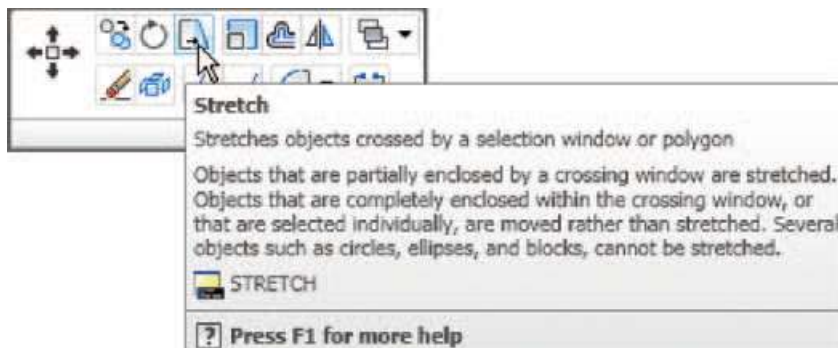 Stretch
Stretches objects crossed by a selection window or polygon
Objects that are partially enclosed by a crossing window are stretched.
Objects that are completely enclosed within the crossing window, or
that are selected individually, are moved rather than stretched. Several
objects such as circles, ellipses, and blocks, cannot be stretched.
STRETCH
? Press F1 for more help